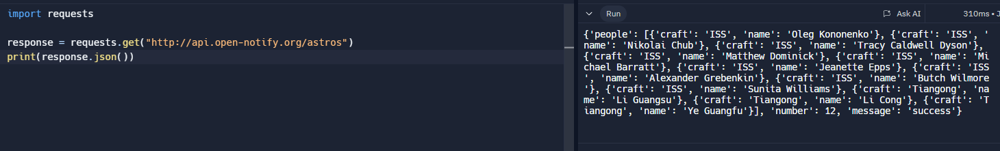 import requests
response = requests.get("http://api.open-notify.org/astros")
print(response.json())
Run
Ask AI
310ms • J
{'people': [{'craft': 'ISS', 'name': 'Oleg Kononenko'}, {'craft': 'ISS', '
name': 'Nikolai Chub'}, {'craft': 'ISS', 'name': 'Tracy Caldwell Dyson'},
{'craft': 'ISS', 'name': 'Matthew Dominick'}, {'craft': 'ISS', 'name': 'Mi
chael Barratt'}, {'craft': 'ISS', 'name': 'Jeanette Epps'}, {'craft': 'ISS
', 'name': 'Alexander Grebenkin'}, {'craft': 'ISS', 'name': 'Butch Wilmore
'}, {'craft': 'ISS', 'name': 'Sunita Williams'}, {'craft': 'Tiangong', 'na
me': 'Li Guangsu'}, {'craft': 'Tiangong', 'name': 'Li Cong'}, {'craft': 'T
iangong', 'name': 'Ye Guangfu'}], 'number': 12, 'message': 'success'}